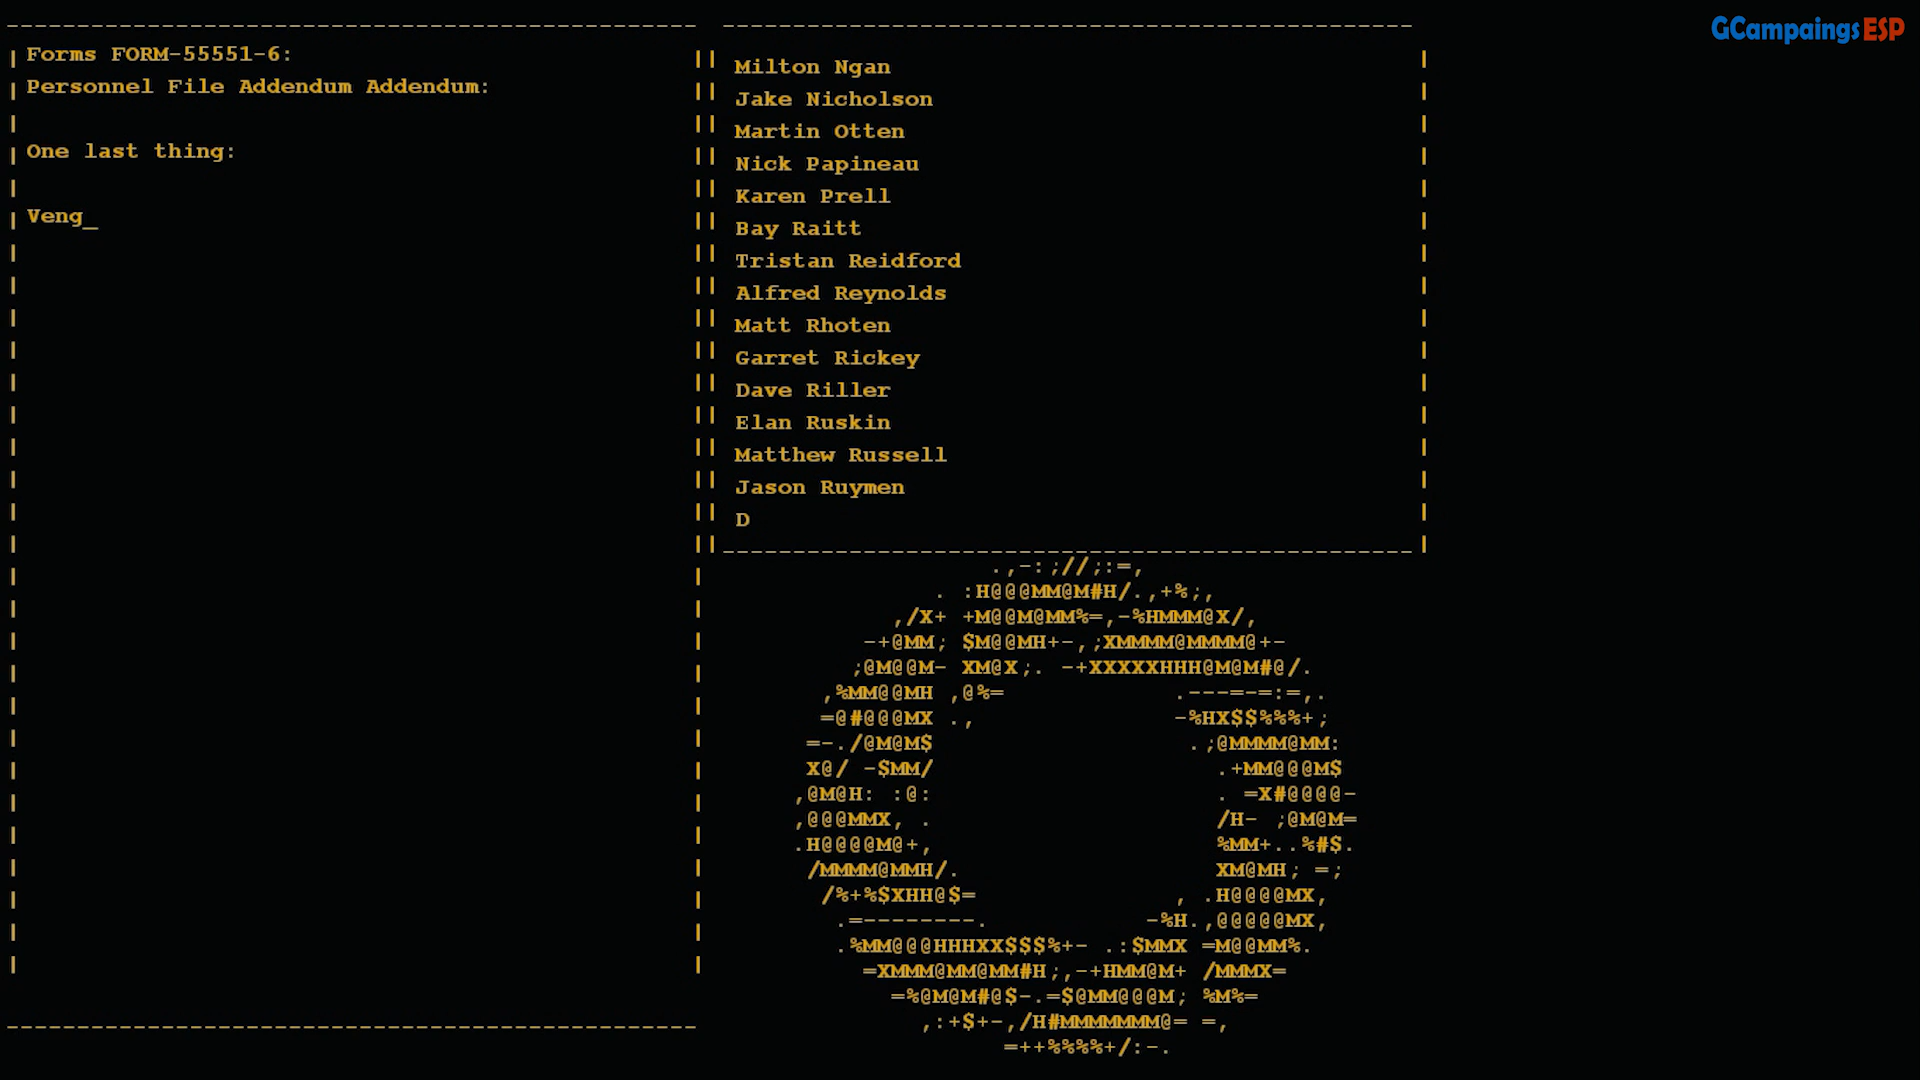 Forms FORM-55551-6:
Personnel File Addendum Addendum:
One last thing:
Veng_
Milton Ngan
Jake Nicholson
Martin Otten
Nick Papineau
Karen Prell
Bay Raitt
Tristan Reidford
Alfred Reynolds
Matt Rhoten
Garret Rickey
Dave Riller
Elan Ruskin
Matthew Russell
Jason Ruymen
D
GCampaings ESP